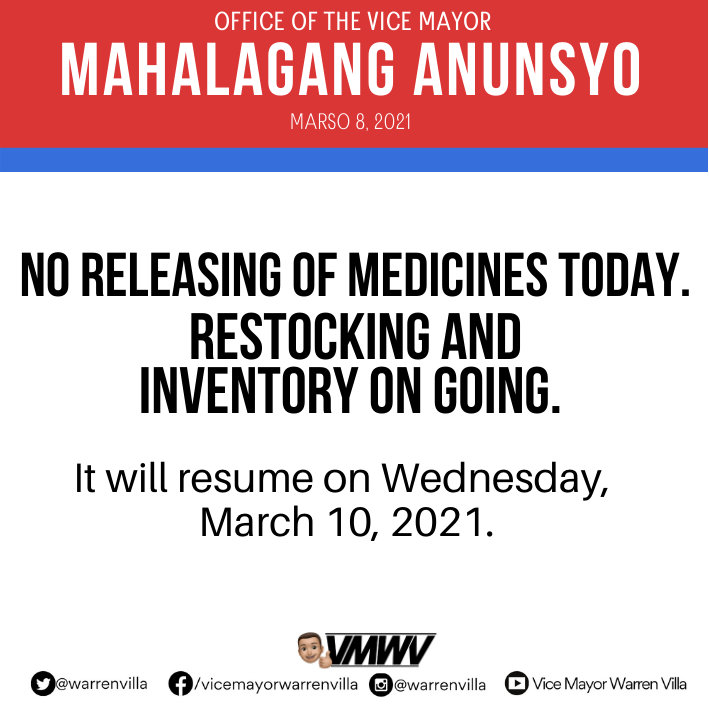 OFFICE OF THE VICE MAYOR
MAHALAGANG ANUNSYO
MARSO 8, 2021
NO RELEASING OF MEDICINES TODAY.
RESTOCKING AND
INVENTORY ON GOING.
It will resume on Wednesday,
March 10, 2021.
VMWV
@warrenvilla /vicemayorwarrenvilla @warrenvilla Vice Mayor Warren Villa